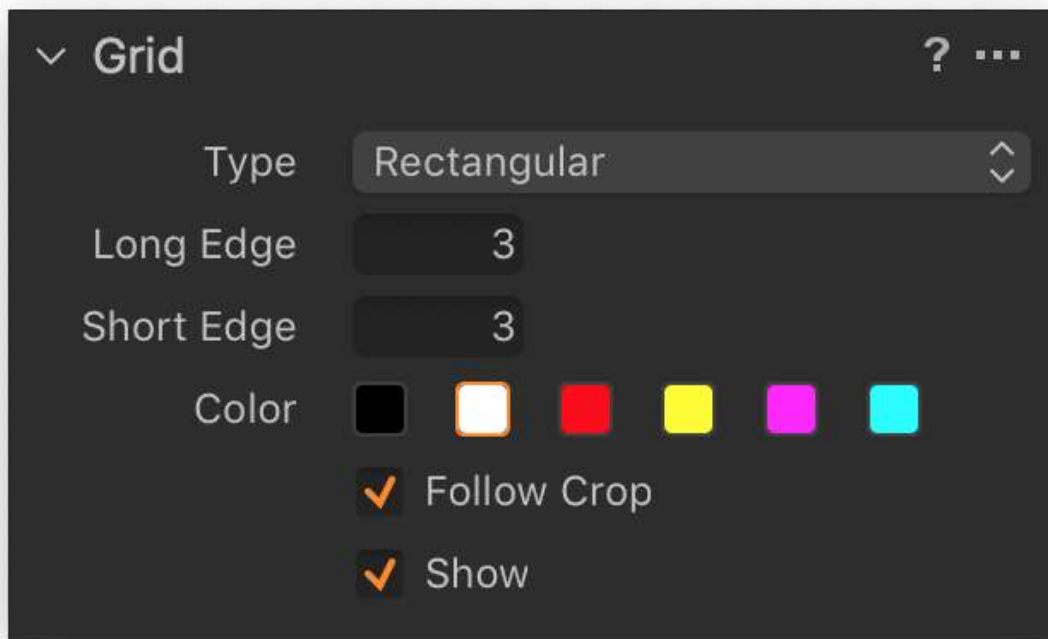 Grid ? ...
Type Rectangular
Long Edge 3
Short Edge 3
Color
Follow Crop
Show